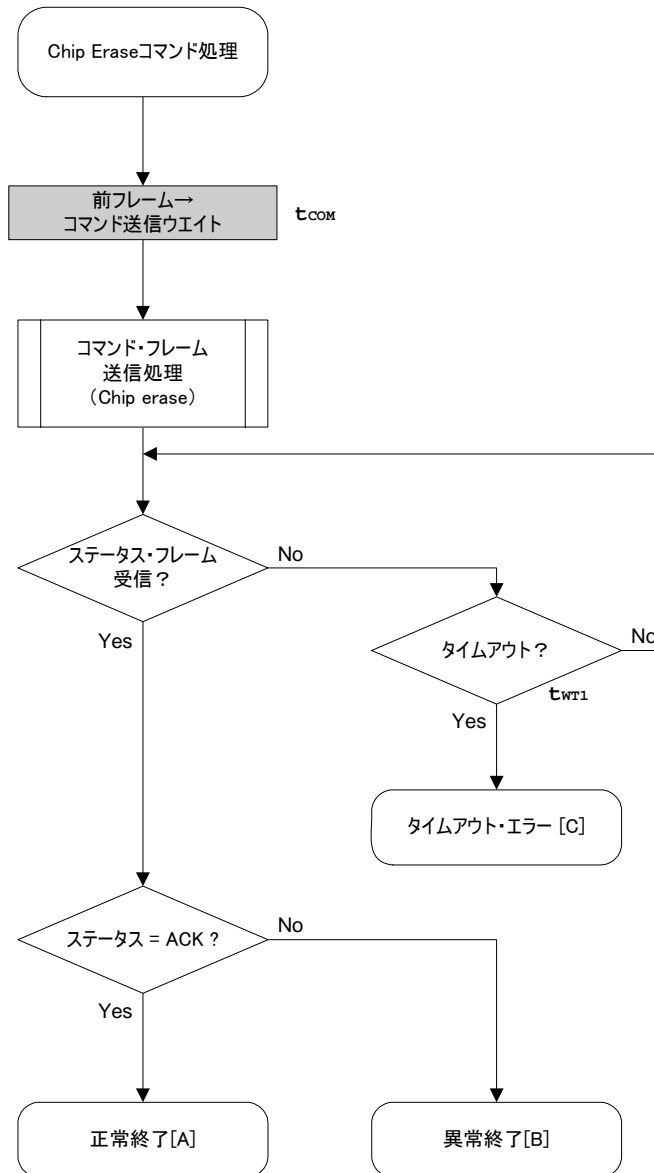 Chip Eraseコマンド処理
前フレーム→
コマンド送信ウエイト
tCOM
コマンド・フレーム
送信処理
（Chip erase）
ステータス・フレーム
受信？
No
Yes
タイムアウト？
No
tWT1
Yes
タイムアウト・エラー [C]
ステータス = ACK ?
No
Yes
正常終了[A]
異常終了[B]